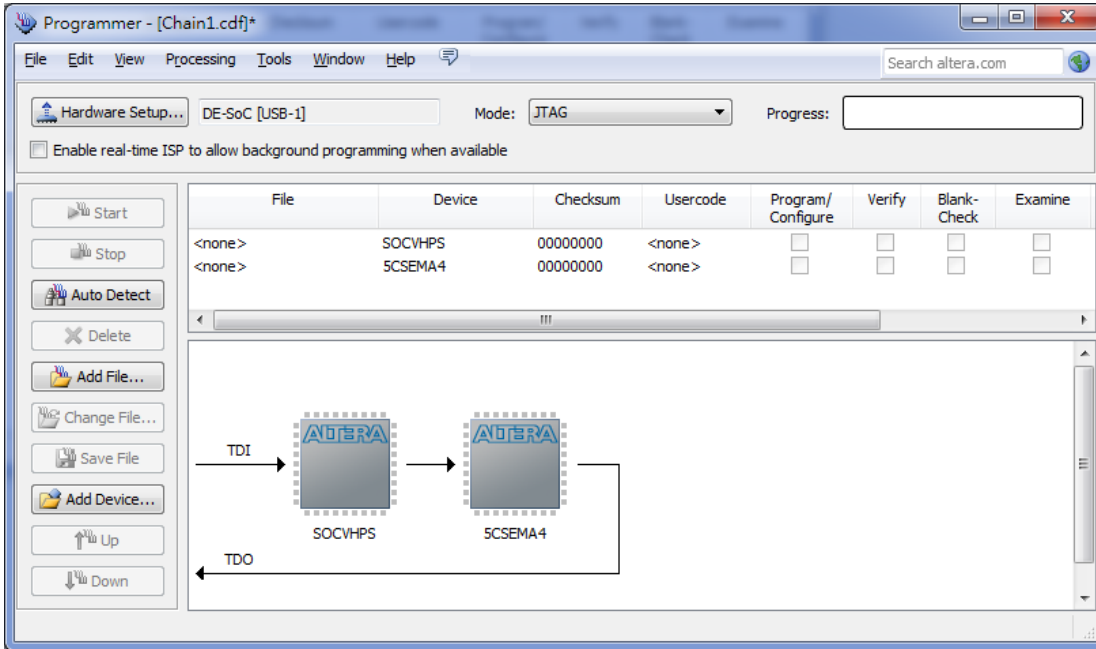 Programmer - [Chain1.cdf]*
File Edit View Processing Tools Window Help Search altera.com
Hardware Setup... DE-SoC [USB-1] Mode: JTAG Progress:
Enable real-time ISP to allow background programming when available
Start
Stop
Auto Detect
Delete
Add File...
Change File...
Save File
Add Device...
Up
Down
File Device Checksum Usercode Program/ Verify Blank- Examine
Configure Check
<none> SOCVHPS 00000000 <none>
<none> 5CSEMA4 00000000 <none>
ALTERA ALTERA
TDI
SOCVHPS 5CSEMA4
TDO